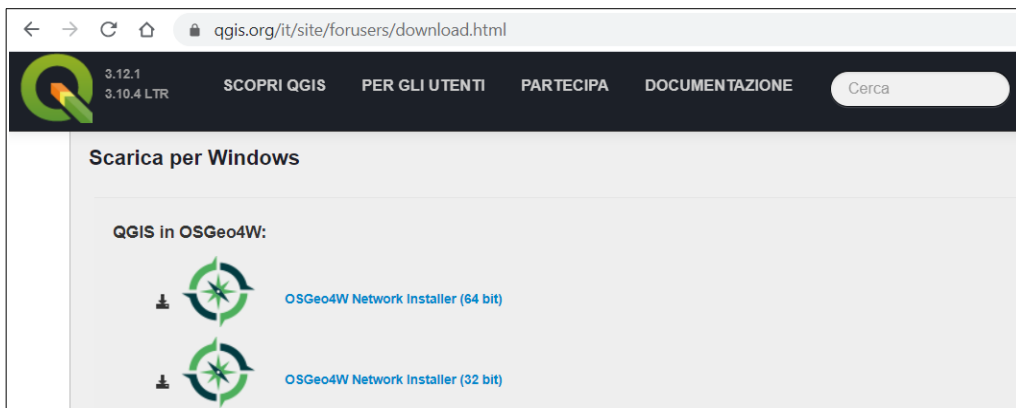 qgis.org/it/site/forusers/download.html
3.12.1
3.10.4 LTR
SCOPRI QGIS PER GLI UTENTI PARTECIPA DOCUMENTAZIONE Cerca
Scarica per Windows
QGIS in OSGeo4W:
OSGeo4W Network Installer (64 bit)
OSGeo4W Network Installer (32 bit)